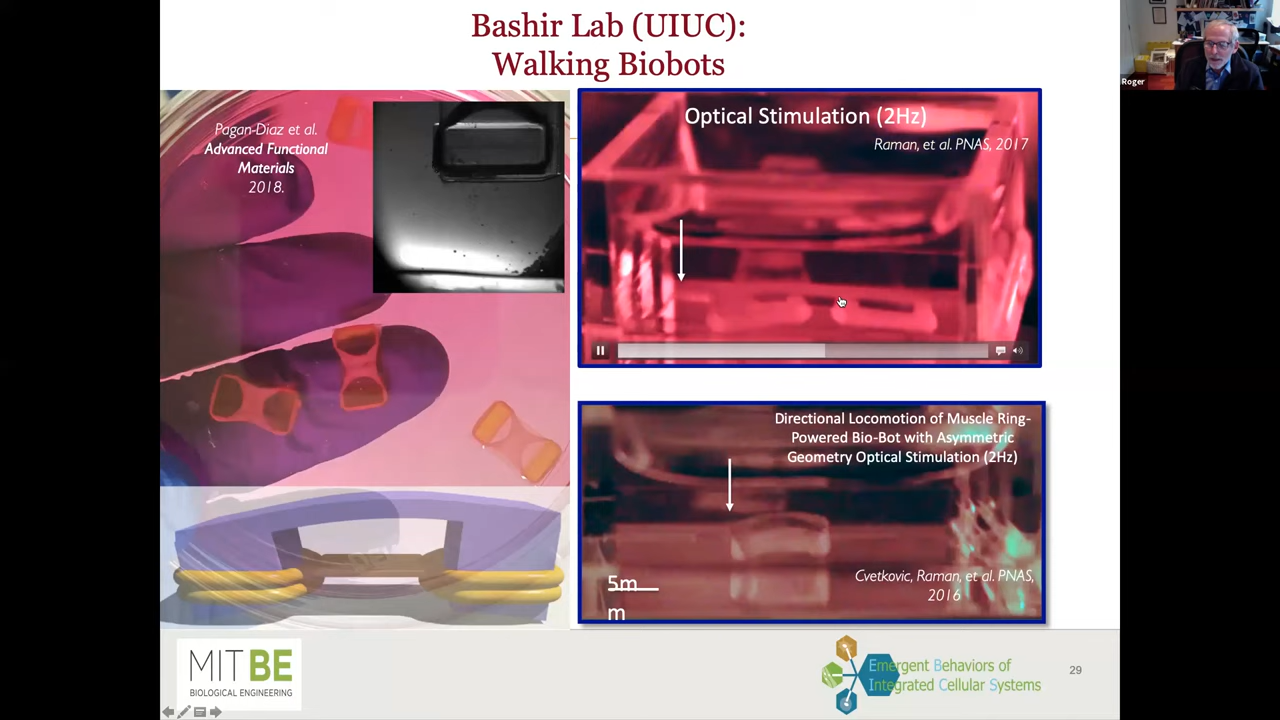 Bashir Lab (UIUC):
Walking Biobots
Pagan-Diaz et al.
Advanced Functional
Materials
2018.
Optical Stimulation (2Hz)
Raman, et al. PNAS, 2017
Directional Locomotion of Muscle Ring-
Powered Bio-Bot with Asymmetric
Geometry Optical Stimulation (2Hz)
5m
m
Cvetkovic, Raman, et al. PNAS,
2016
MIT BE
BIOLOGICAL ENGINEERING
Emergent Behaviors of
Integrated Cellular Systems
29
Roger